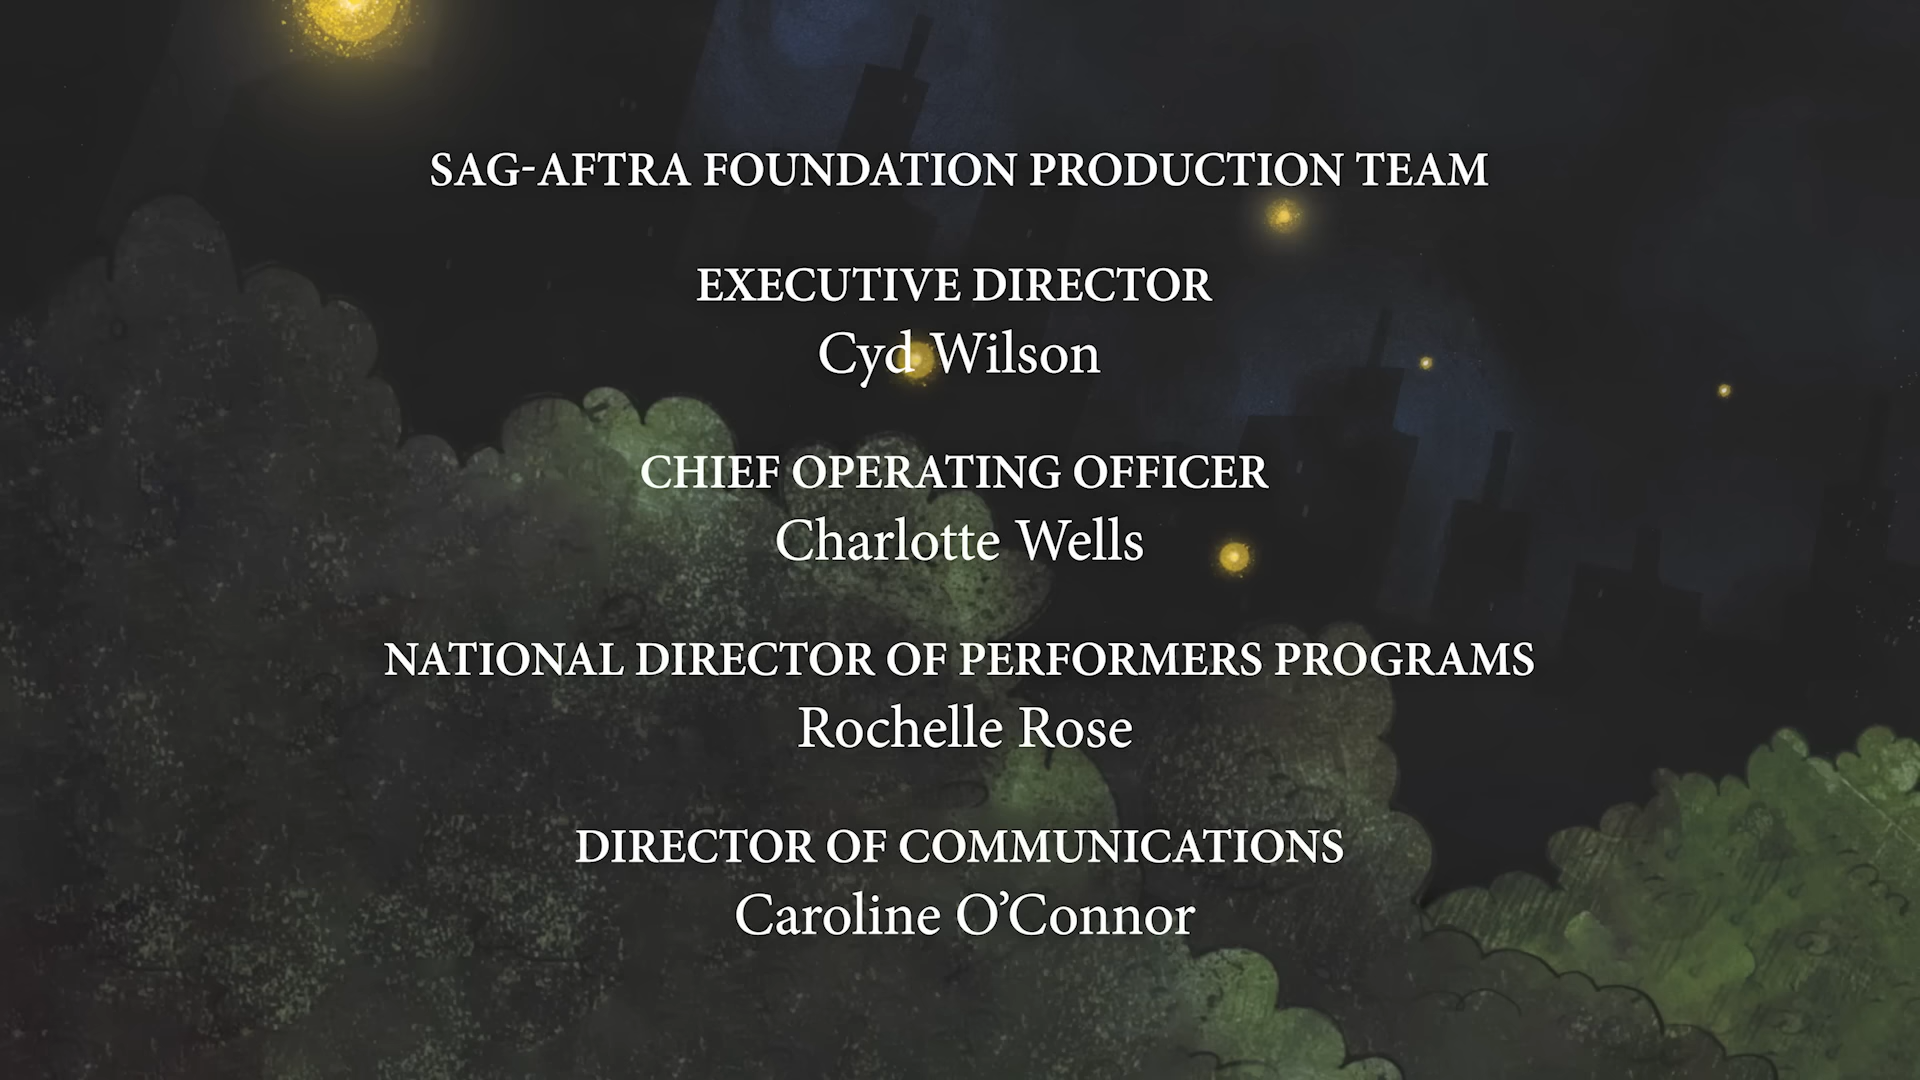 SAG-AFTRA FOUNDATION PRODUCTION TEAM
EXECUTIVE DIRECTOR
Cyd Wilson
CHIEF OPERATING OFFICER
Charlotte Wells
NATIONAL DIRECTOR OF PERFORMERS PROGRAMS
Rochelle Rose
DIRECTOR OF COMMUNICATIONS
Caroline O’Connor